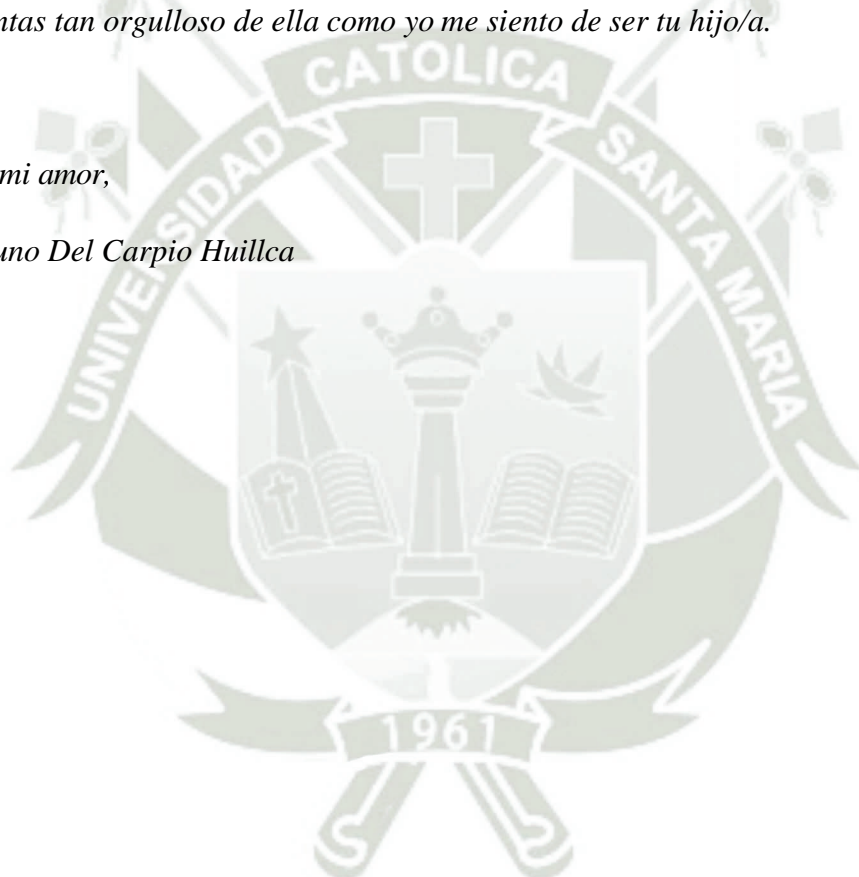 ntas tan orgulloso de ella como yo me siento de ser tu hijo/a.
CATOLICA
UNIVERSIDAD
SANTA MARIA
mi amor,
uno Del Carpio Huillca
1961